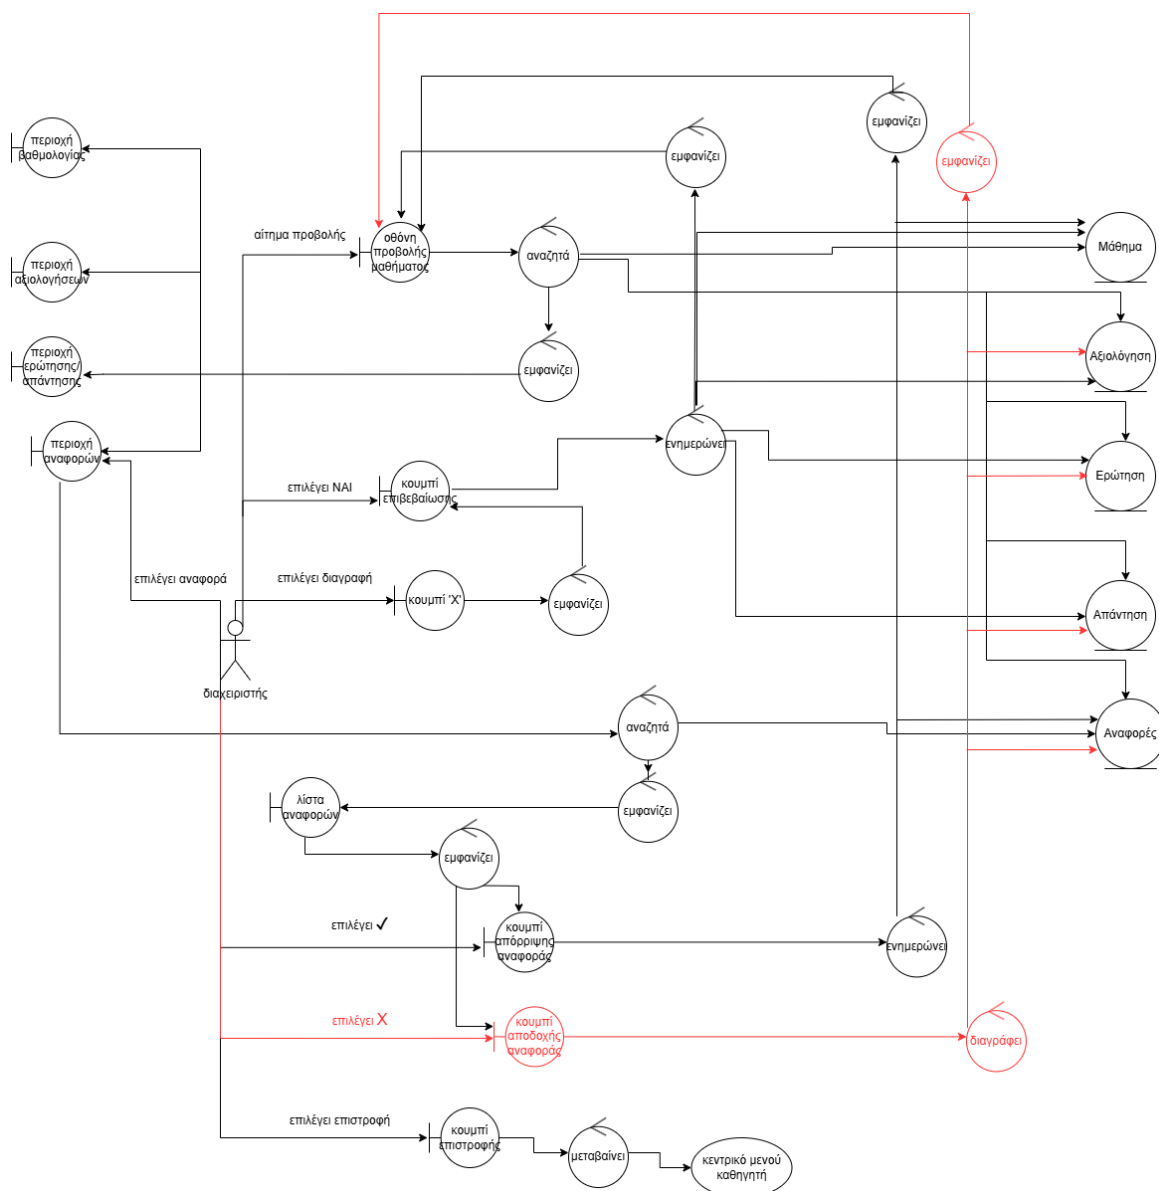 εμφανίζει
εμφανίζει
εμφανίζει
περιοχή
βαθμολογίας
αίτημα προβολής
οθόνη
προβολής
μαθήματος
αναζητά
Μάθημα
περιοχή
αξιολογήσεων
περιοχή
ερώτησης/
απάντησης
εμφανίζει
Αξιολόγηση
περιοχή
αναφορών
ενημερώνει
επιλέγει ΝΑΙ
κουμπί
επιβεβαίωσης
Ερώτηση
επιλέγει αναφορά
επιλέγει διαγραφή
κουμπί 'Χ'
εμφανίζει
Απάντηση
διαχειριστής
αναζητά
Αναφορές
λίστα
αναφορών
εμφανίζει
εμφανίζει
επιλέγει ✓
κουμπί
απόρριψης
αναφοράς
ενημερώνει
επιλέγει Χ
κουμπί
αποδοχής
αναφοράς
διαγράφει
επιλέγει επιστροφή
κουμπί
επιστροφής
μεταβαίνει
κεντρικό μενού
καθηγητή